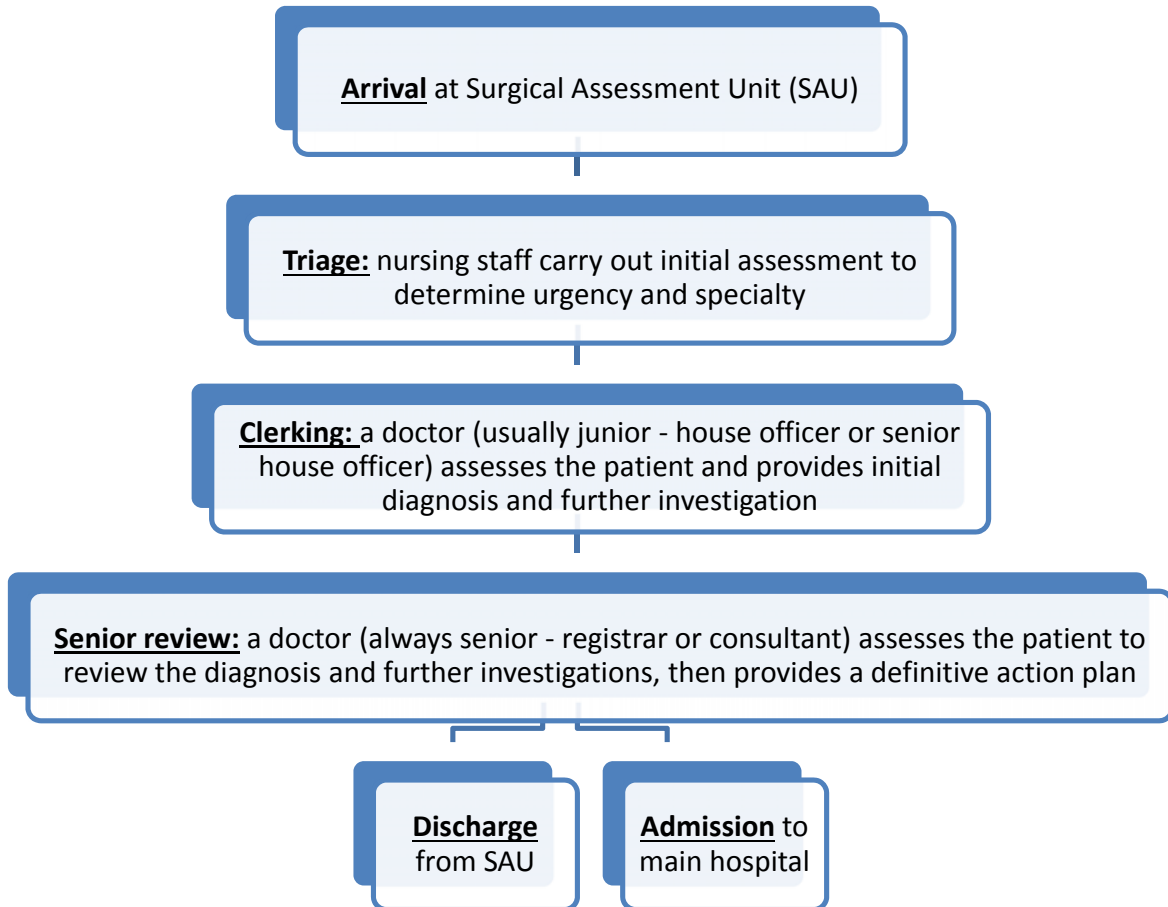 Arrival at Surgical Assessment Unit (SAU)
Triage: nursing staff carry out initial assessment to
determine urgency and specialty
Clerking: a doctor (usually junior - house officer or senior
house officer) assesses the patient and provides initial
diagnosis and further investigation
Senior review: a doctor (always senior - registrar or consultant) assesses the patient to
review the diagnosis and further investigations, then provides a definitive action plan
Discharge
from SAU
Admission to
main hospital